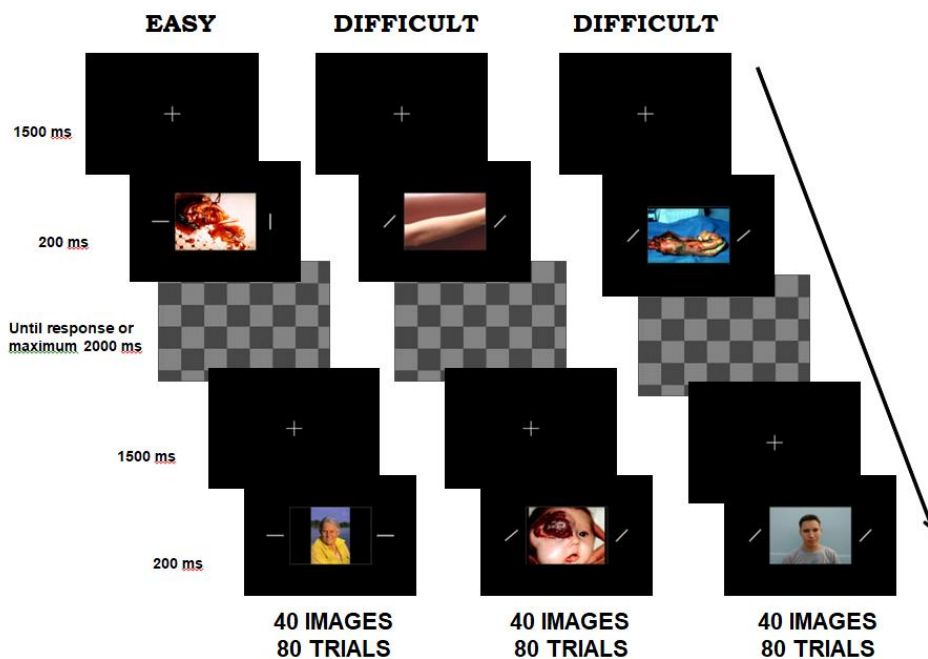 EASY
DIFFICULT
DIFFICULT
1500 ms
200 ms
Until response or
maximum 2000 ms
1500 ms
200 ms
40 IMAGES
80 TRIALS
40 IMAGES
80 TRIALS
40 IMAGES
80 TRIALS